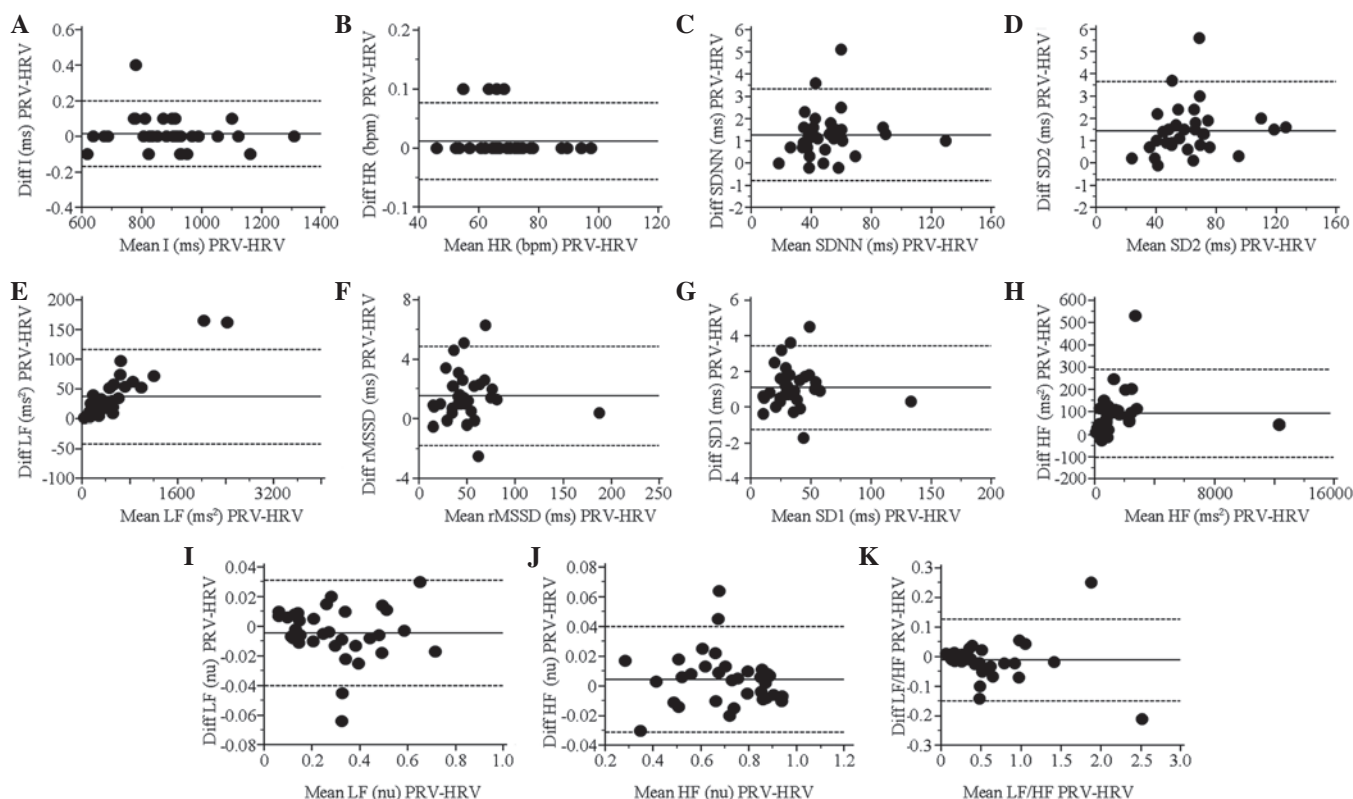 A
Diff I (ms) PRV-HRV
0.6
0.4
0.2
0
-0.2
-0.4
600 800 1000 1200 1400
Mean I (ms) PRV-HRV
B
Diff HR (bpm) PRV-HRV
0.2
0.1
0
-0.1
40 60 80 100 120
Mean HR (bpm) PRV-HRV
C
Diff SDNN (ms) PRV-HRV
6
5
4
3
2
1
0
-1
-2
0 40 80 120 160
Mean SDNN (ms) PRV-HRV
D
Diff SD2 (ms) PRV-HRV
6
5
4
3
2
1
0
-1
-2
0 40 80 120 160
Mean SD2 (ms) PRV-HRV
E
Diff LF (ms²) PRV-HRV
200
150
100
50
0
-50
-100
0 1600 3200
Mean LF (ms²) PRV-HRV
F
Diff rMSSD (ms) PRV-HRV
8
4
0
-4
0 50 100 150 200 250
Mean rMSSD (ms) PRV-HRV
G
Diff SD1 (ms) PRV-HRV
6
4
2
0
-2
-4
0 50 100 150 200
Mean SD1 (ms) PRV-HRV
H
Diff HF (ms²) PRV-HRV
600
500
400
300
200
100
0
-100
-200
0 8000 16000
Mean HF (ms²) PRV-HRV
I
Diff LF (nu) PRV-HRV
0.04
0.02
0
-0.02
-0.04
-0.06
-0.08
0 0.2 0.4 0.6 0.8 1.0
Mean LF (nu) PRV-HRV
J
Diff HF (nu) PRV-HRV
0.08
0.06
0.04
0.02
0
-0.02
-0.04
0.2 0.4 0.6 0.8 1.0 1.2
Mean HF (nu) PRV-HRV
K
Diff LF/HF PRV-HRV
0.3
0.2
0.1
0
-0.1
-0.2
-0.3
0 0.5 1.0 1.5 2.0 2.5 3.0
Mean LF/HF PRV-HRV